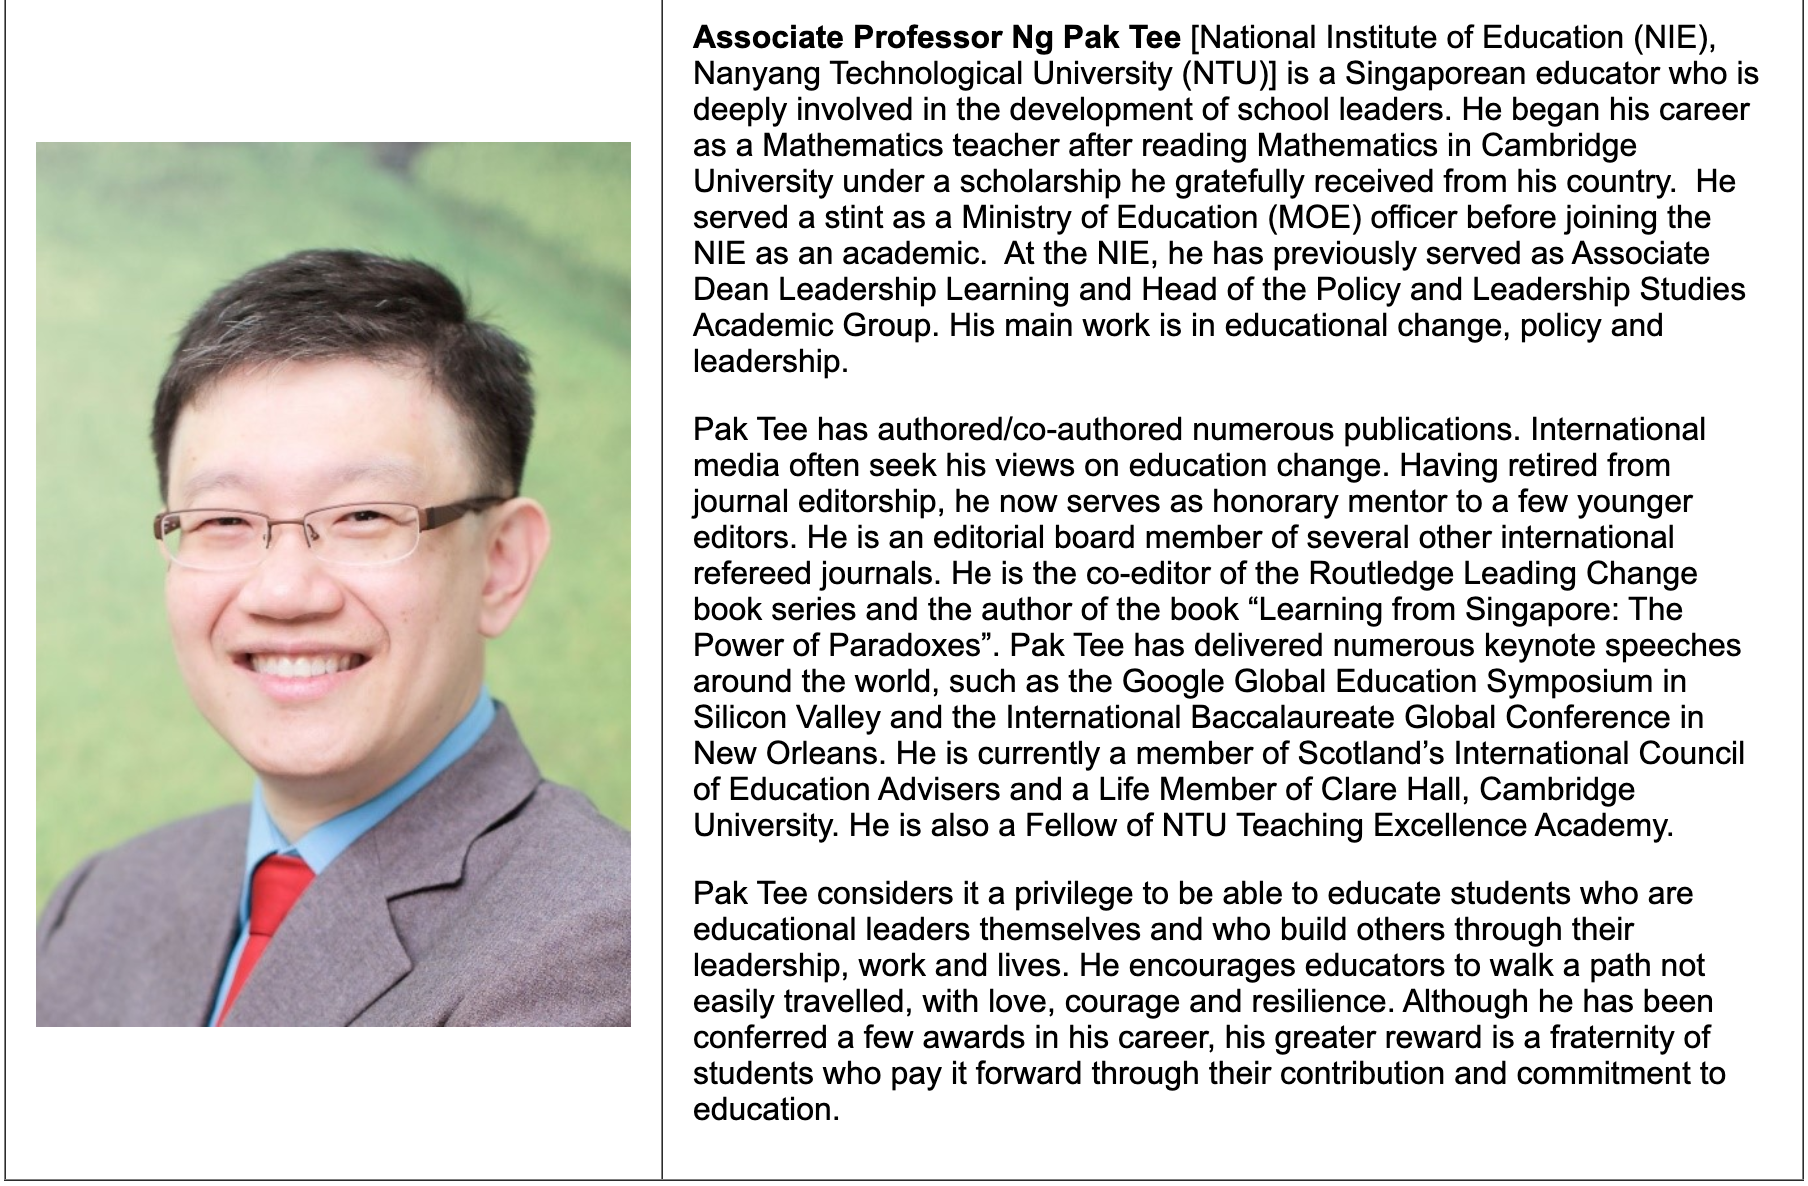 Associate Professor Ng Pak Tee [National Institute of Education (NIE),
Nanyang Technological University (NTU)] is a Singaporean educator who is
deeply involved in the development of school leaders. He began his career
as a Mathematics teacher after reading Mathematics in Cambridge
University under a scholarship he gratefully received from his country.  He
served a stint as a Ministry of Education (MOE) officer before joining the
NIE as an academic.  At the NIE, he has previously served as Associate
Dean Leadership Learning and Head of the Policy and Leadership Studies
Academic Group. His main work is in educational change, policy and
leadership.
Pak Tee has authored/co-authored numerous publications. International
media often seek his views on education change. Having retired from
journal editorship, he now serves as honorary mentor to a few younger
editors. He is an editorial board member of several other international
refereed journals. He is the co-editor of the Routledge Leading Change
book series and the author of the book “Learning from Singapore: The
Power of Paradoxes”. Pak Tee has delivered numerous keynote speeches
around the world, such as the Google Global Education Symposium in
Silicon Valley and the International Baccalaureate Global Conference in
New Orleans. He is currently a member of Scotland’s International Council
of Education Advisers and a Life Member of Clare Hall, Cambridge
University. He is also a Fellow of NTU Teaching Excellence Academy.
Pak Tee considers it a privilege to be able to educate students who are
educational leaders themselves and who build others through their
leadership, work and lives. He encourages educators to walk a path not
easily travelled, with love, courage and resilience. Although he has been
conferred a few awards in his career, his greater reward is a fraternity of
students who pay it forward through their contribution and commitment to
education.